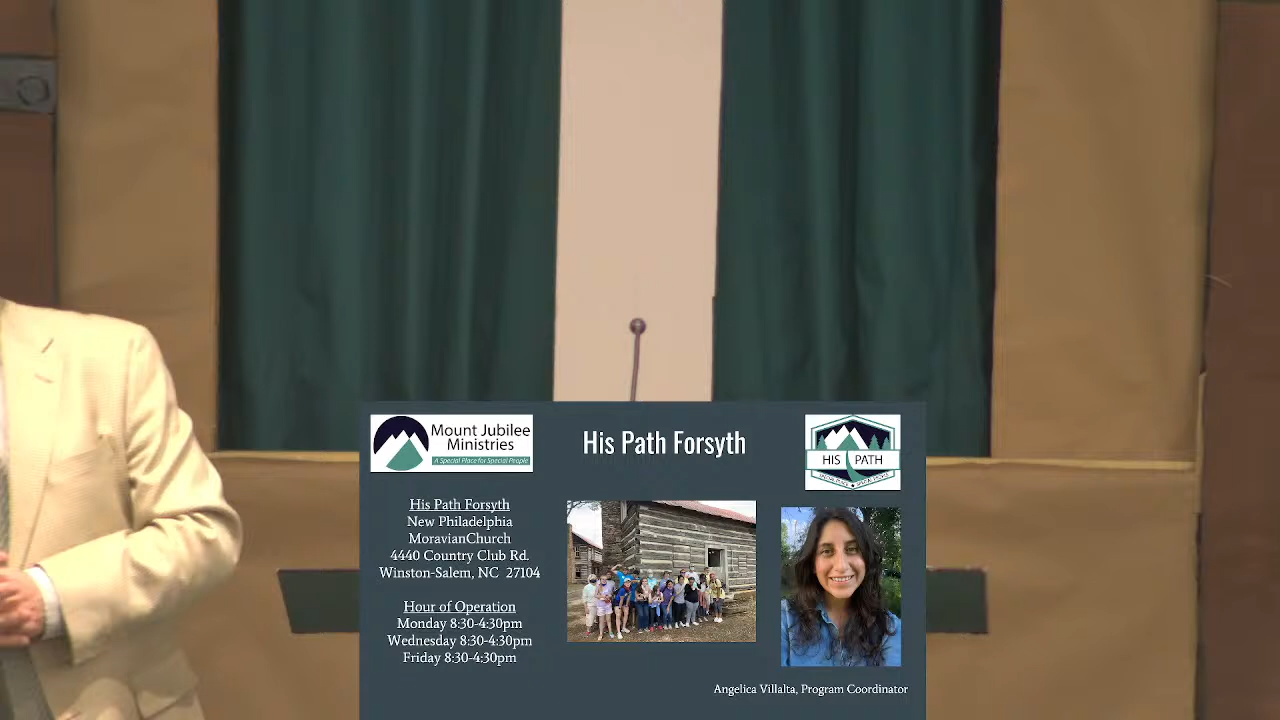 Mount Jubilee
Ministries
A Special Place for Special People
His Path Forsyth
HIS PATH
His Path Forsyth
New Philadelphia
MoravianChurch
4440 Country Club Rd.
Winston-Salem, NC 27104
Hour of Operation
Monday 8:30-4:30pm
Wednesday 8:30-4:30pm
Friday 8:30-4:30pm
Angelica Villalta, Program Coordinator